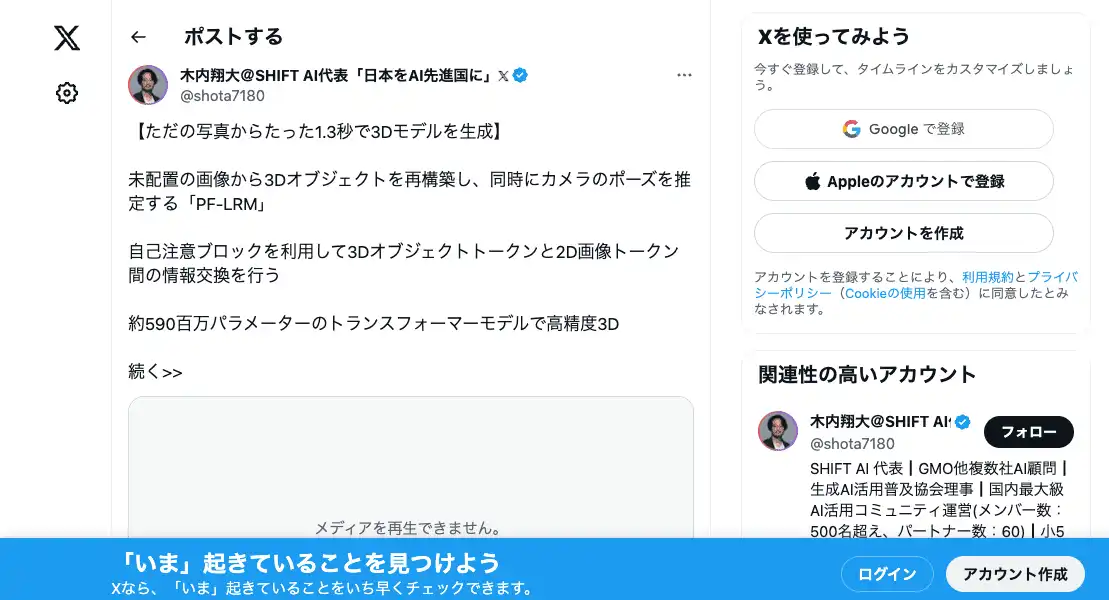 ポストする
木内翔大@SHIFT AI代表「日本をAI先進国に」𝕏
@shota7180
【ただの写真からたった1.3秒で3Dモデルを生成】
未配置の画像から3Dオブジェクトを再構築し、同時にカメラのポーズを推
定する「PF-LRM」
自己注意ブロックを利用して3Dオブジェクトトークンと2D画像トークン
間の情報交換を行う
約590百万パラメーターのトランスフォーマーモデルで高精度3D
続く>>
メディアを再生できません。
Xを使ってみよう
今すぐ登録して、タイムラインをカスタマイズしましょ
う。
Google で登録
Appleのアカウントで登録
アカウントを作成
アカウントを登録することにより、利用規約とプライバ
シーポリシー（Cookieの使用を含む）に同意したとみ
なされます。
関連性の高いアカウント
木内翔大@SHIFT AI
フォロー
@shota7180
SHIFT AI 代表┃GMO他複数社AI顧問┃
生成AI活用普及協会理事┃国内最大級
AI活用コミュニティ運営(メンバー数：
500名超え、パートナー数：60)┃小5
「いま」起きていることを見つけよう
Xなら、「いま」起きていることをいち早くチェックできます。
ログイン
アカウント作成